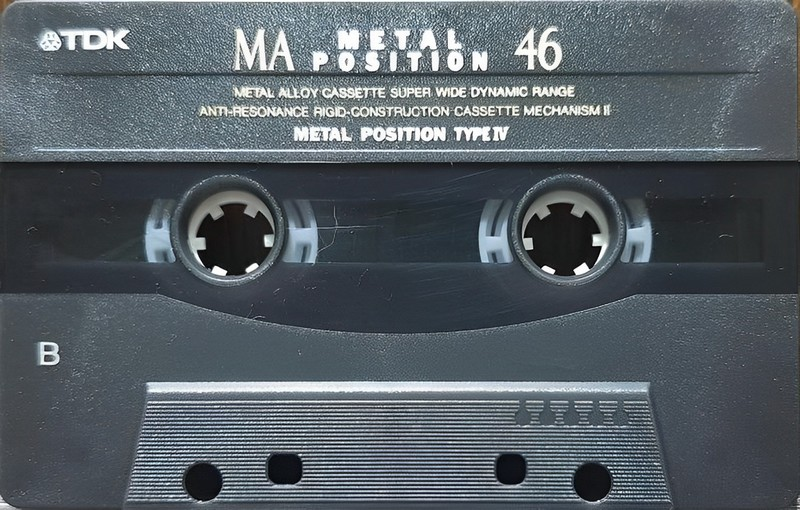 TDK
MA METAL POSITION 46
METAL ALLOY CASSETTE SUPER WIDE DYNAMIC RANGE
ANTI-RESONANCE RIGID-CONSTRUCTION CASSETTE MECHANISM II
METAL POSITION TYPE IV
B